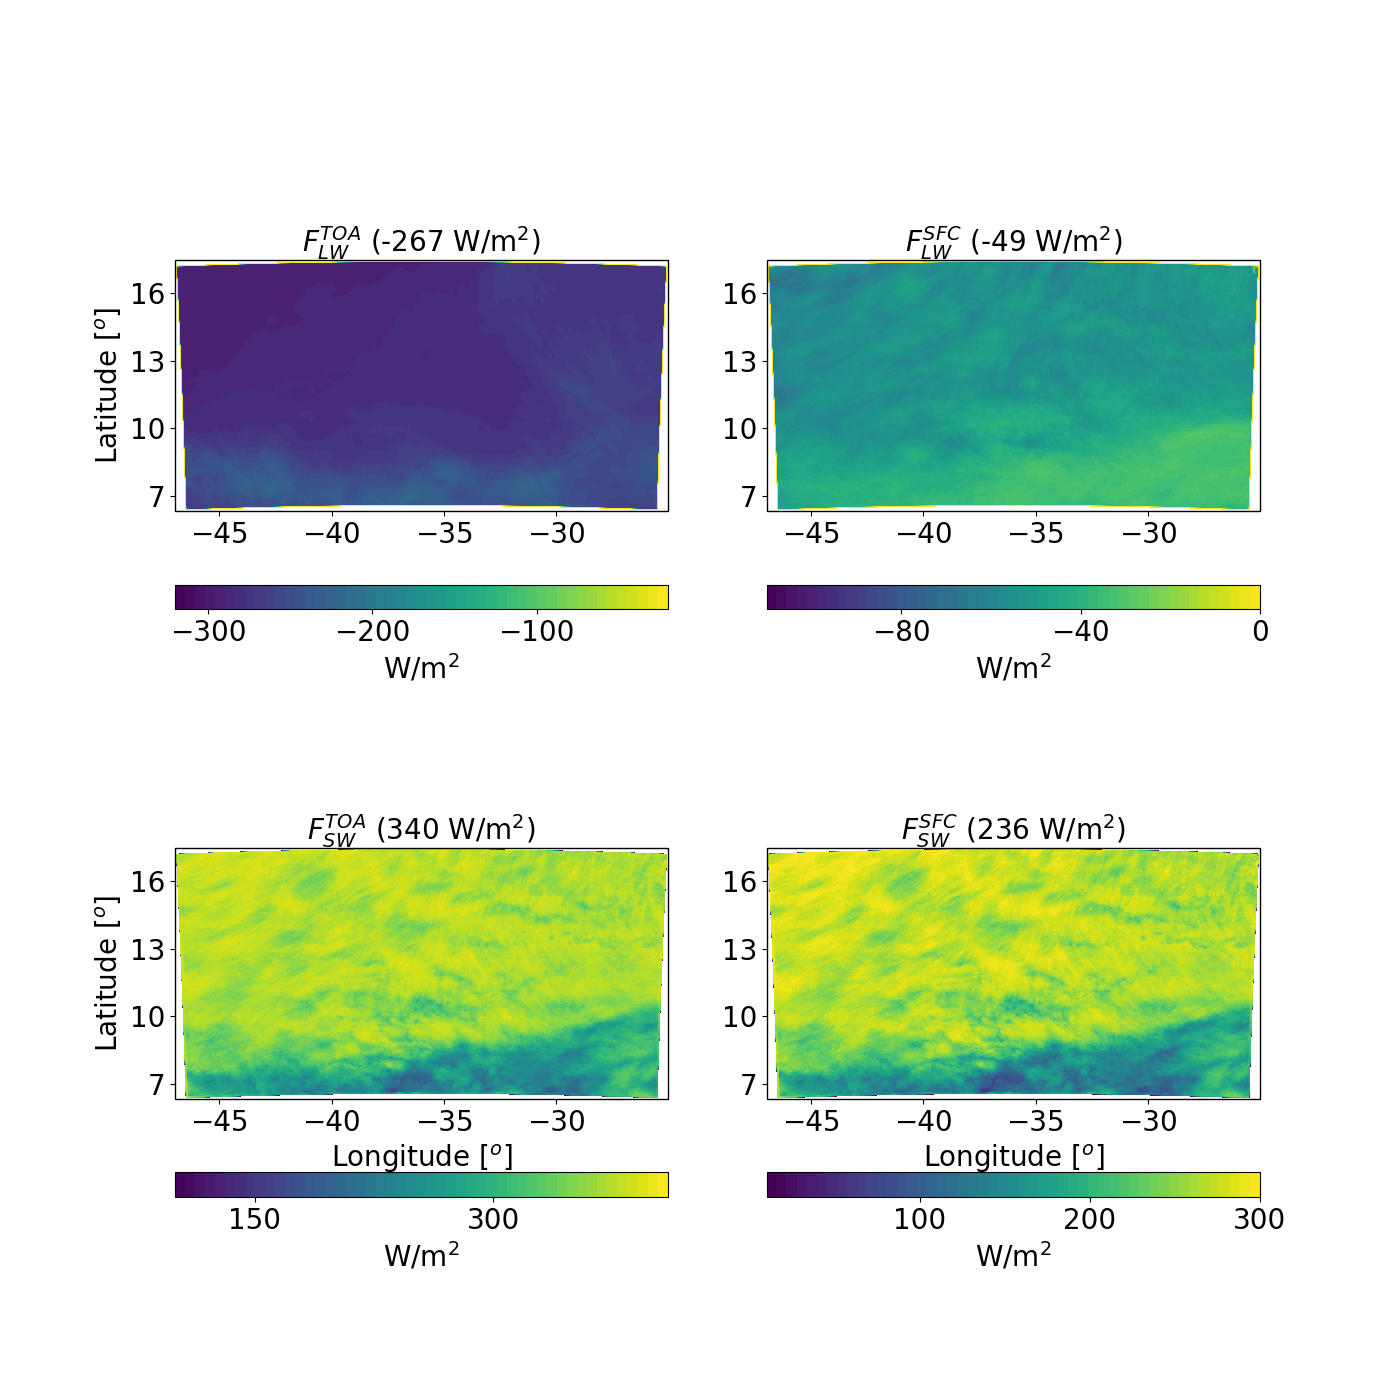 F_LW^TOA (-267 W/m²)
F_LW^SFC (-49 W/m²)
Latitude [°]
16
13
10
7
−45 −40 −35 −30
16
13
10
7
−45 −40 −35 −30
−300 −200 −100
W/m²
−80 −40 0
W/m²
F_SW^TOA (340 W/m²)
F_SW^SFC (236 W/m²)
Latitude [°]
16
13
10
7
−45 −40 −35 −30
Longitude [°]
16
13
10
7
−45 −40 −35 −30
Longitude [°]
150 300
W/m²
100 200 300
W/m²